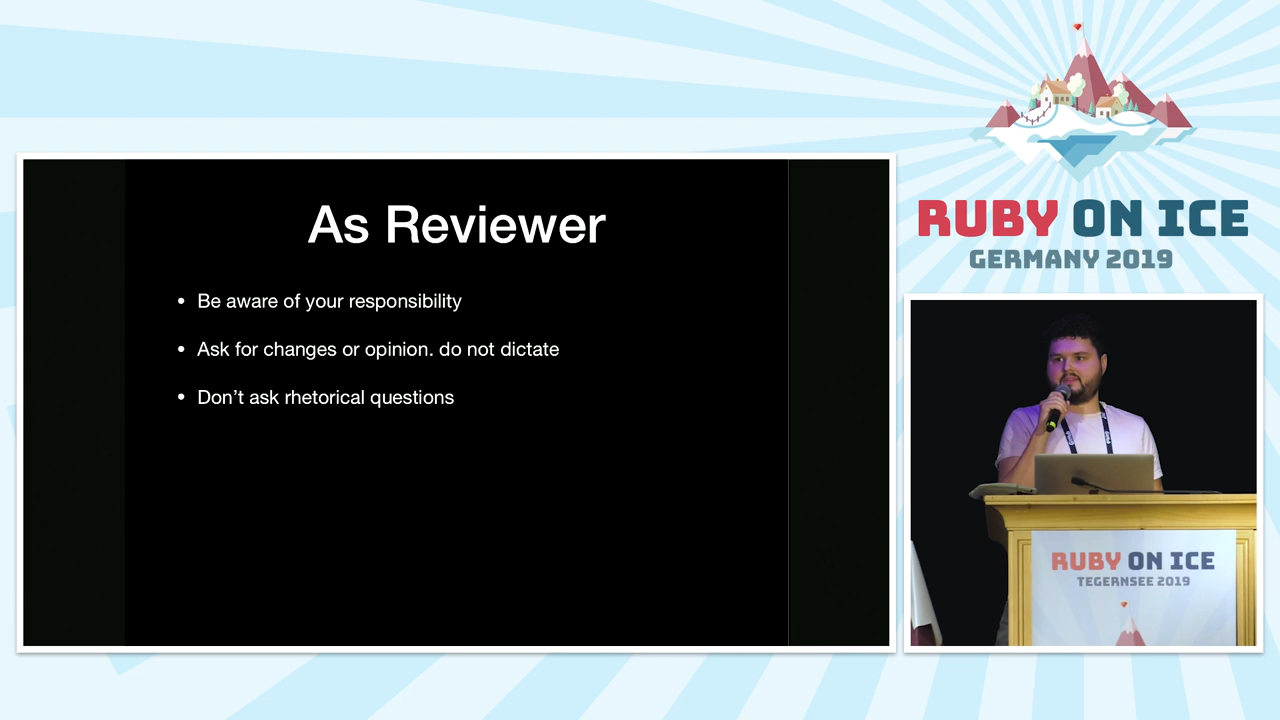 As Reviewer
• Be aware of your responsibility
• Ask for changes or opinion. do not dictate
• Don’t ask rhetorical questions
RUBY ON ICE
GERMANY 2019
RUBY ON ICE
TEGERNSEE 2019